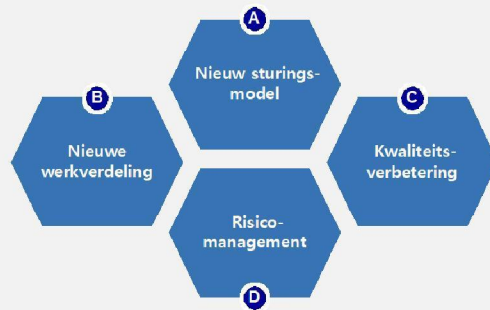 A
Nieuw sturings-
model
B
Nieuwe
werkverdeling
C
Kwaliteits-
verbetering
Risico-
management
D